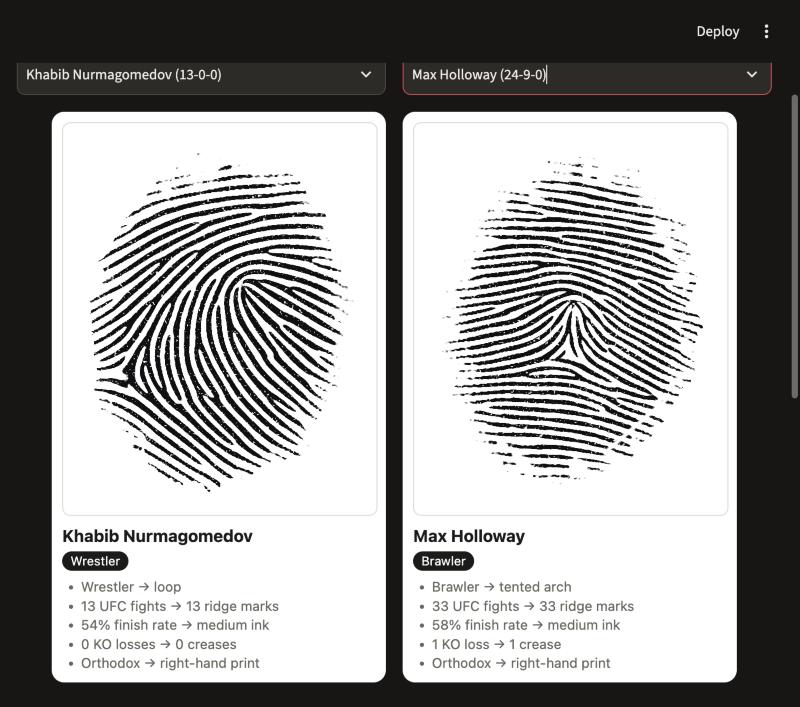 Deploy
Khabib Nurmagomedov (13-0-0)
Max Holloway (24-9-0)
Khabib Nurmagomedov
Wrestler
• Wrestler → loop
• 13 UFC fights → 13 ridge marks
• 54% finish rate → medium ink
• 0 KO losses → 0 creases
• Orthodox → right-hand print
Max Holloway
Brawler
• Brawler → tented arch
• 33 UFC fights → 33 ridge marks
• 58% finish rate → medium ink
• 1 KO loss → 1 crease
• Orthodox → right-hand print